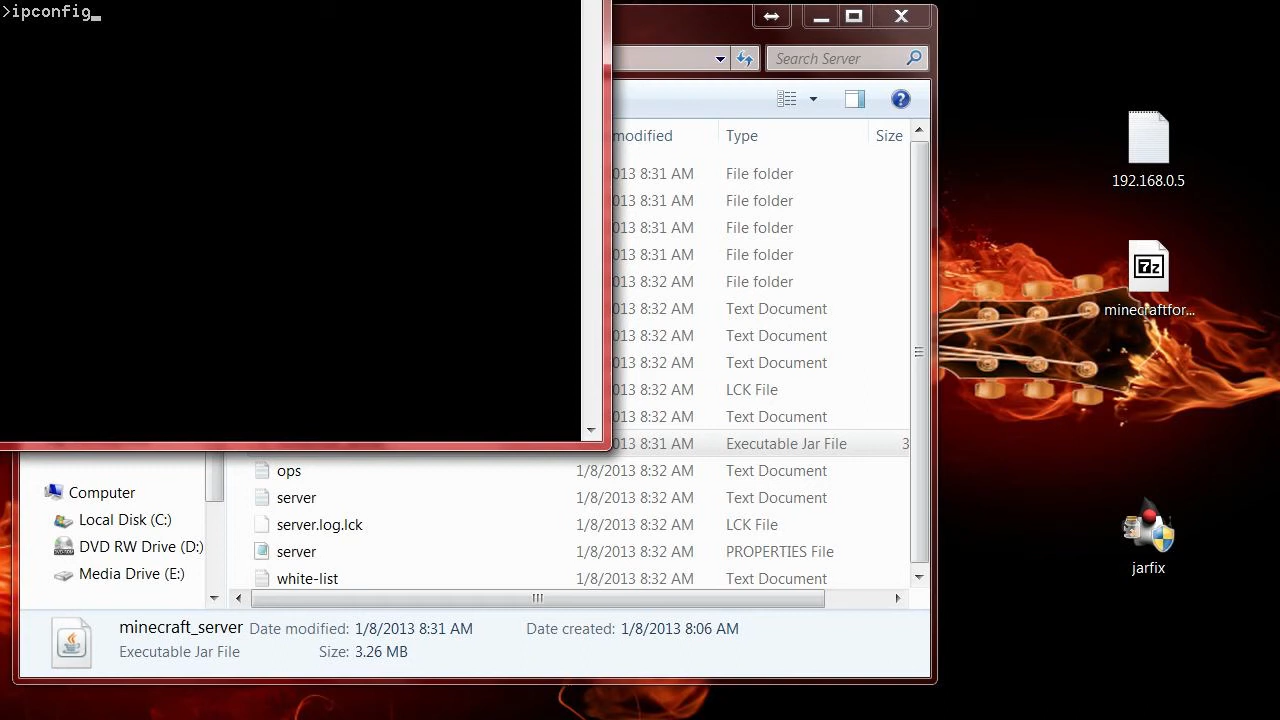 >ipconfig_
Search Server
modified Type Size
013 8:31 AM File folder
013 8:31 AM File folder
013 8:31 AM File folder
013 8:31 AM File folder
013 8:32 AM File folder
013 8:32 AM Text Document
013 8:32 AM Text Document
013 8:32 AM Text Document
013 8:32 AM LCK File
013 8:32 AM Text Document
013 8:31 AM Executable Jar File 3
ops 1/8/2013 8:32 AM Text Document
server 1/8/2013 8:32 AM Text Document
server.log.lck 1/8/2013 8:32 AM LCK File
server 1/8/2013 8:32 AM PROPERTIES File
white-list 1/8/2013 8:32 AM Text Document
Computer
Local Disk (C:)
DVD RW Drive (D:)
Media Drive (E:)
minecraft_server Date modified: 1/8/2013 8:31 AM Date created: 1/8/2013 8:06 AM
Executable Jar File Size: 3.26 MB
192.168.0.5
7z
minecraftfor...
jarfix